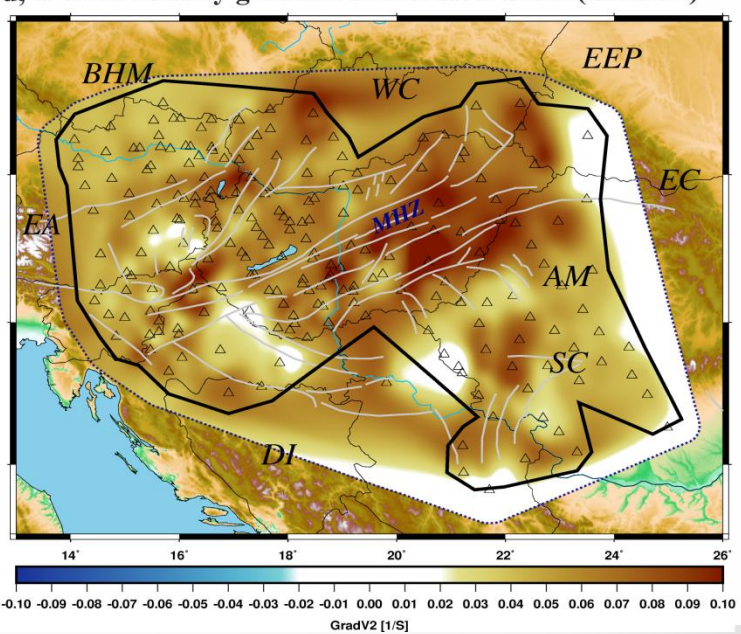 BHM
WC
EEP
EC
EA
MHZ
AM
SC
DI
14˚ 16˚ 18˚ 20˚ 22˚ 24˚ 26˚
-0.10 -0.09 -0.08 -0.07 -0.06 -0.05 -0.04 -0.03 -0.02 -0.01 0.00 0.01 0.02 0.03 0.04 0.05 0.06 0.07 0.08 0.09 0.10
GradV2 [1/S]